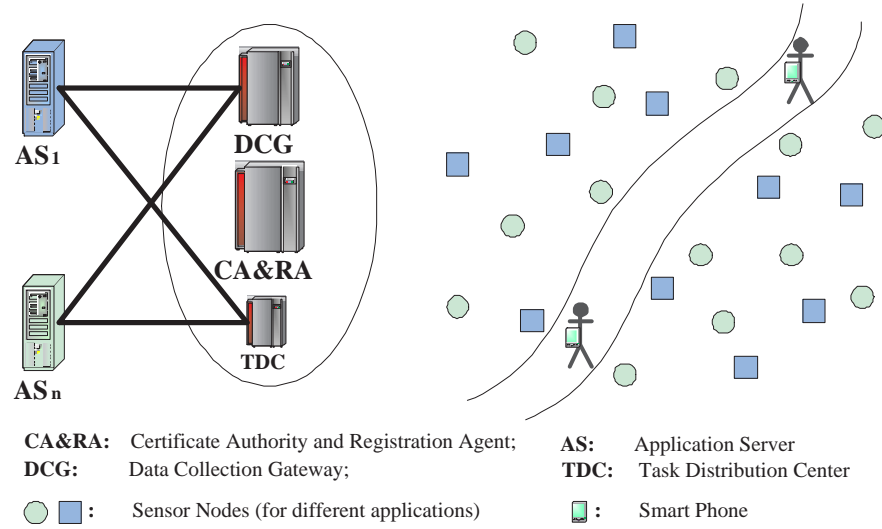 AS1
DCG
CA&RA
ASn
TDC
CA&RA: Certificate Authority and Registration Agent;
AS: Application Server
DCG: Data Collection Gateway;
TDC: Task Distribution Center
: Sensor Nodes (for different applications)
: Smart Phone